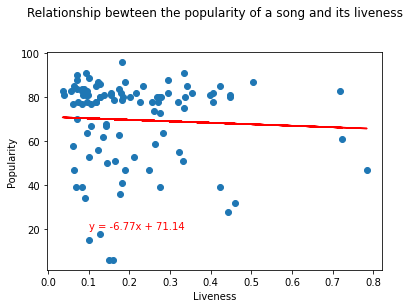 Relationship bewteen the popularity of a song and its liveness
100
80
60
40
20
Popularity
y = -6.77x + 71.14
0.0 0.1 0.2 0.3 0.4 0.5 0.6 0.7 0.8
Liveness